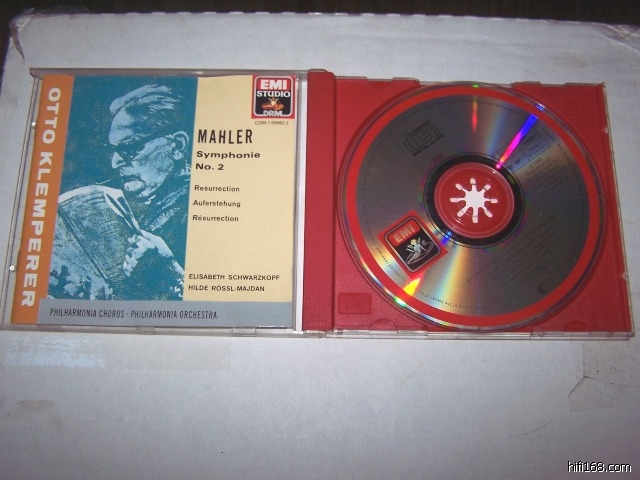 OTTO KLEMPERER
EMI
STUDIO
DRM
MAHLER
Symphonie
No. 2
Resurrection
Auferstehung
Résurrection
ELISABETH SCHWARZKOPF
HILDE RÖSSL-MAJDAN
PHILHARMONIA CHORUS · PHILHARMONIA ORCHESTRA
EMI
hifi168.com